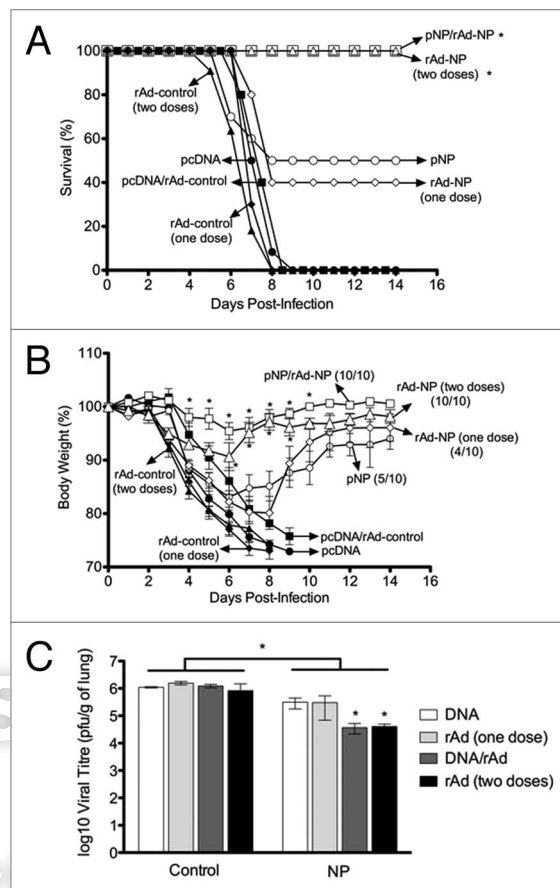 A
100
80
60
40
20
0
Survival (%)
0 2 4 6 8 10 12 14 16
Days Post-Infection
pNP/rAd-NP *
rAd-NP
(two doses) *
rAd-control
(two doses)
pcDNA
pNP
pcDNA/rAd-control
rAd-NP
(one dose)
rAd-control
(one dose)
B
110
100
90
80
70
Body Weight (%)
0 2 4 6 8 10 12 14 16
Days Post-Infection
pNP/rAd-NP (10/10)
rAd-NP (two doses)
(10/10)
rAd-NP (one dose)
(4/10)
pNP (5/10)
rAd-control
(two doses)
* * * * * * *
* *
pcDNA/rAd-control
rAd-control
(one dose)
pcDNA
C
7
6
5
4
3
2
1
0
log10 Viral Titre (pfu/g of lung)
*
* *
Control NP
DNA
rAd (one dose)
DNA/rAd
rAd (two doses)